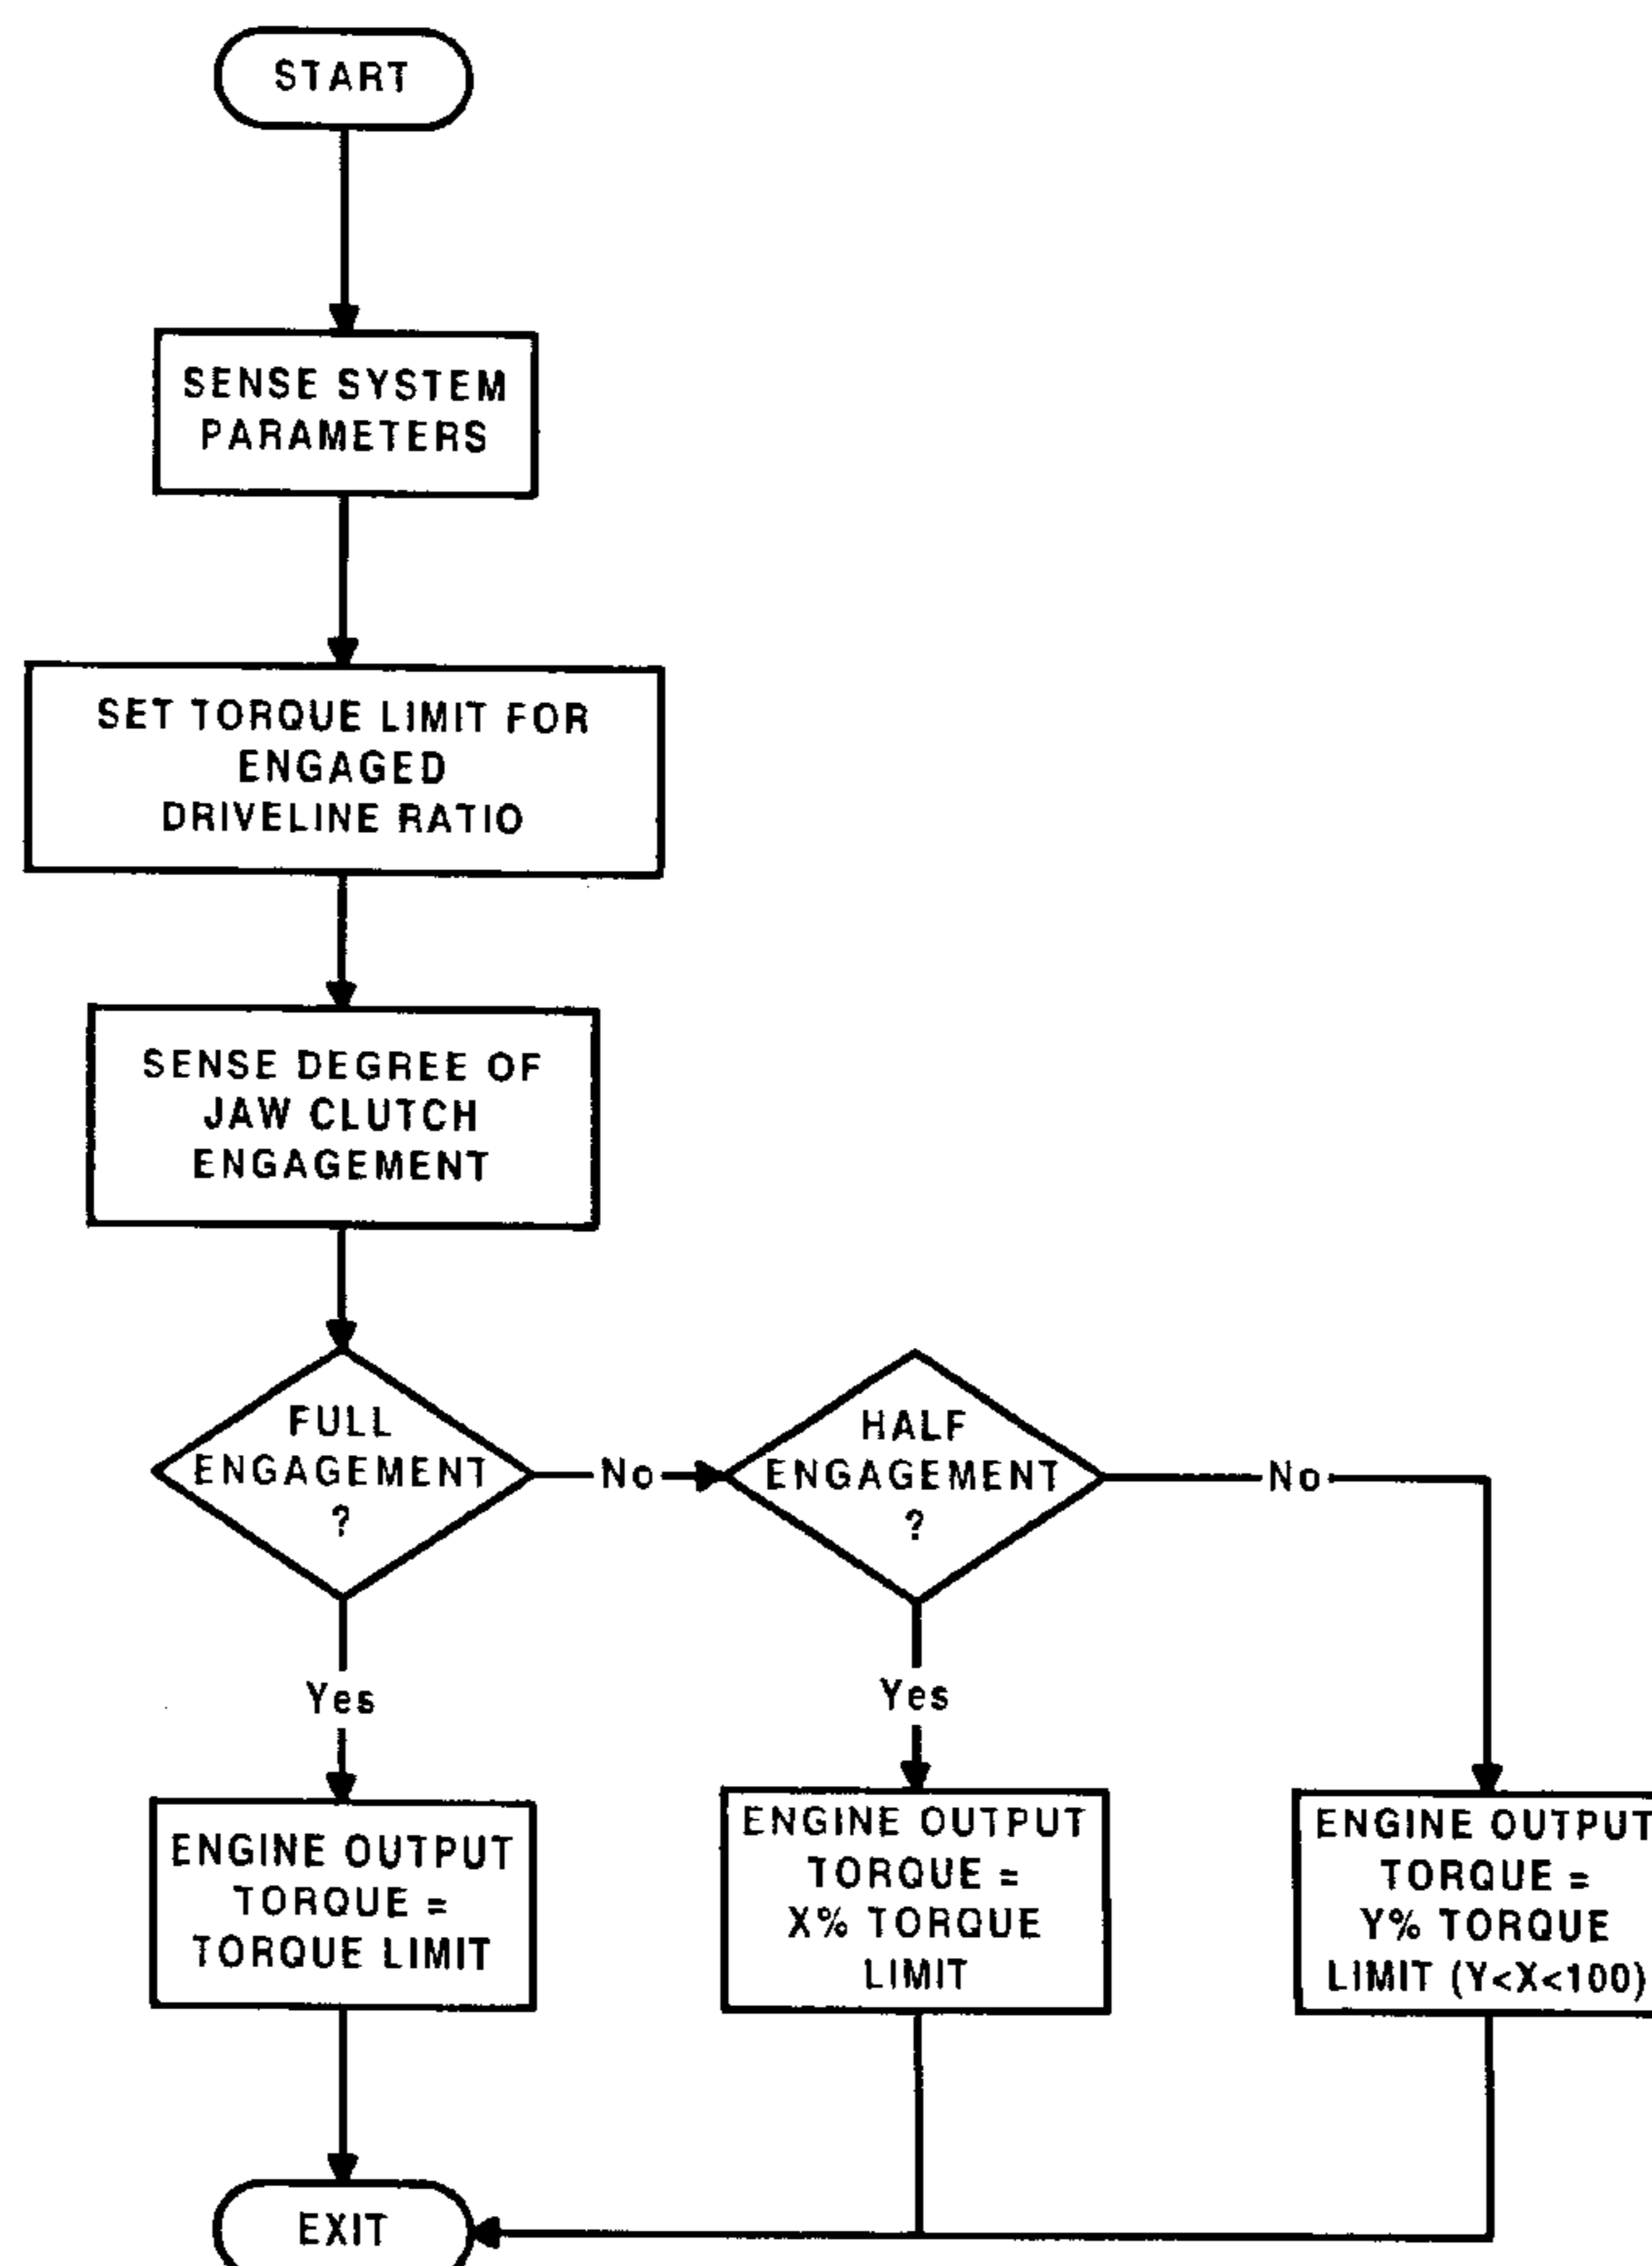 START
SENSE SYSTEM
PARAMETERS
SET TORQUE LIMIT FOR
ENGAGED
DRIVELINE RATIO
SENSE DEGREE OF
JAW CLUTCH
ENGAGEMENT
FULL
ENGAGEMENT
?
No
HALF
ENGAGEMENT
?
No
Yes
Yes
ENGINE OUTPUT
TORQUE =
TORQUE LIMIT
ENGINE OUTPUT
TORQUE =
X% TORQUE
LIMIT
ENGINE OUTPUT
TORQUE =
Y% TORQUE
LIMIT (Y<X<100)
EXIT